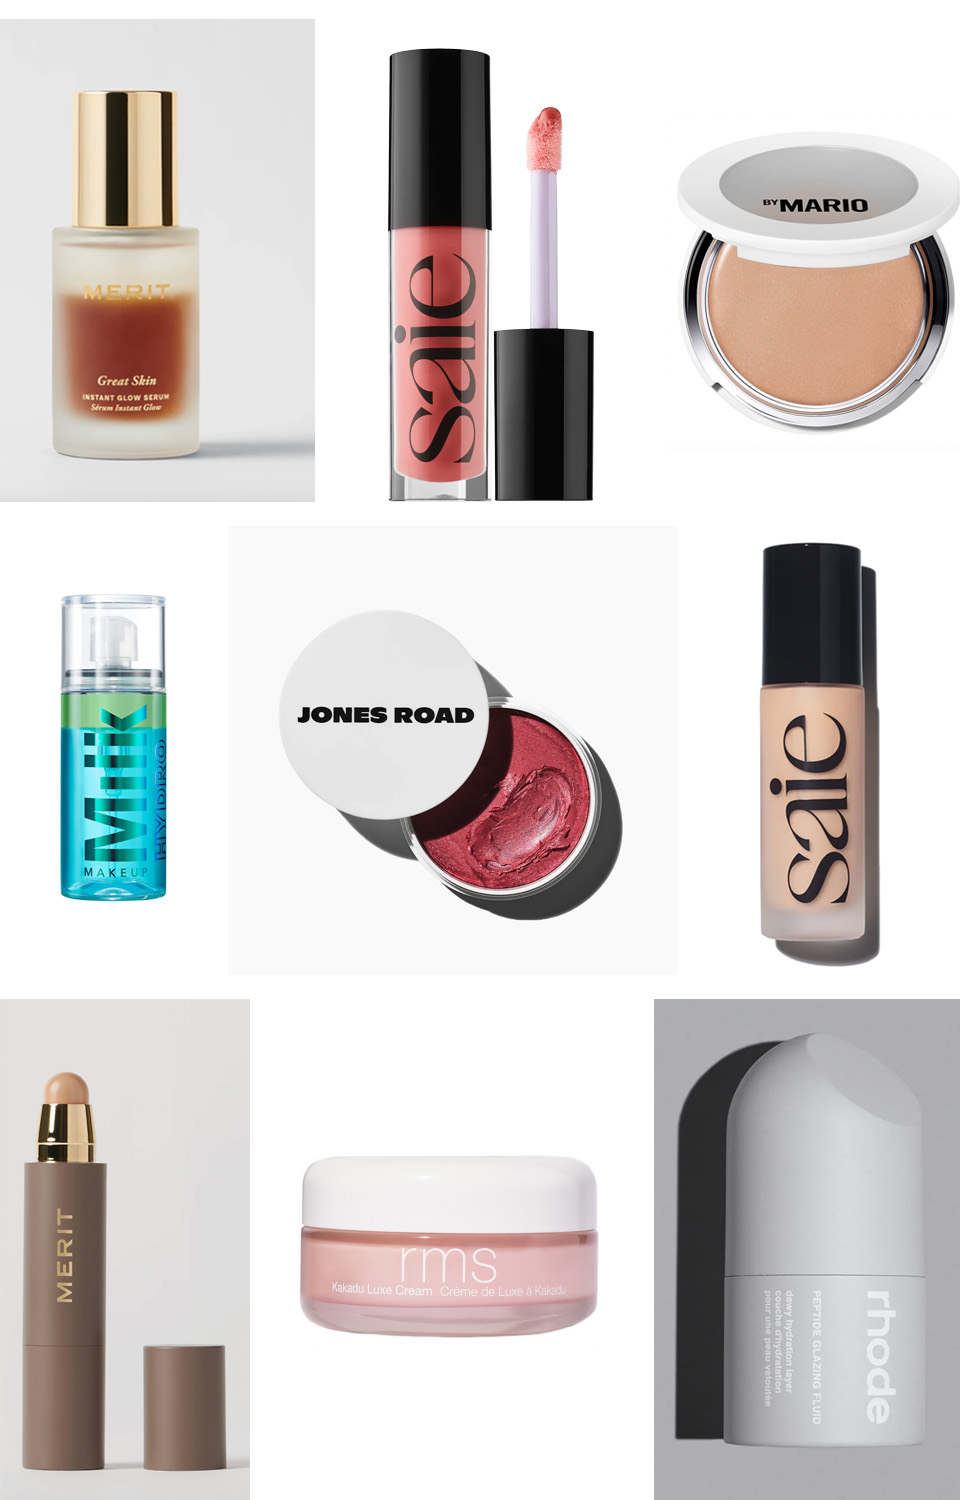 MERIT
Great Skin
INSTANT GLOW SERUM
Sérum Instant Glow
saie
BY MARIO
Milk
HYDRO
MAKEUP
JONES ROAD
saie
MERIT
rms
Kakadu Luxe Cream Crème de Luxe à Kakadu
rhode
PEPTIDE GLAZING FLUID
dewy hydration layer
couche d'hydratation
pour une peau veloutée